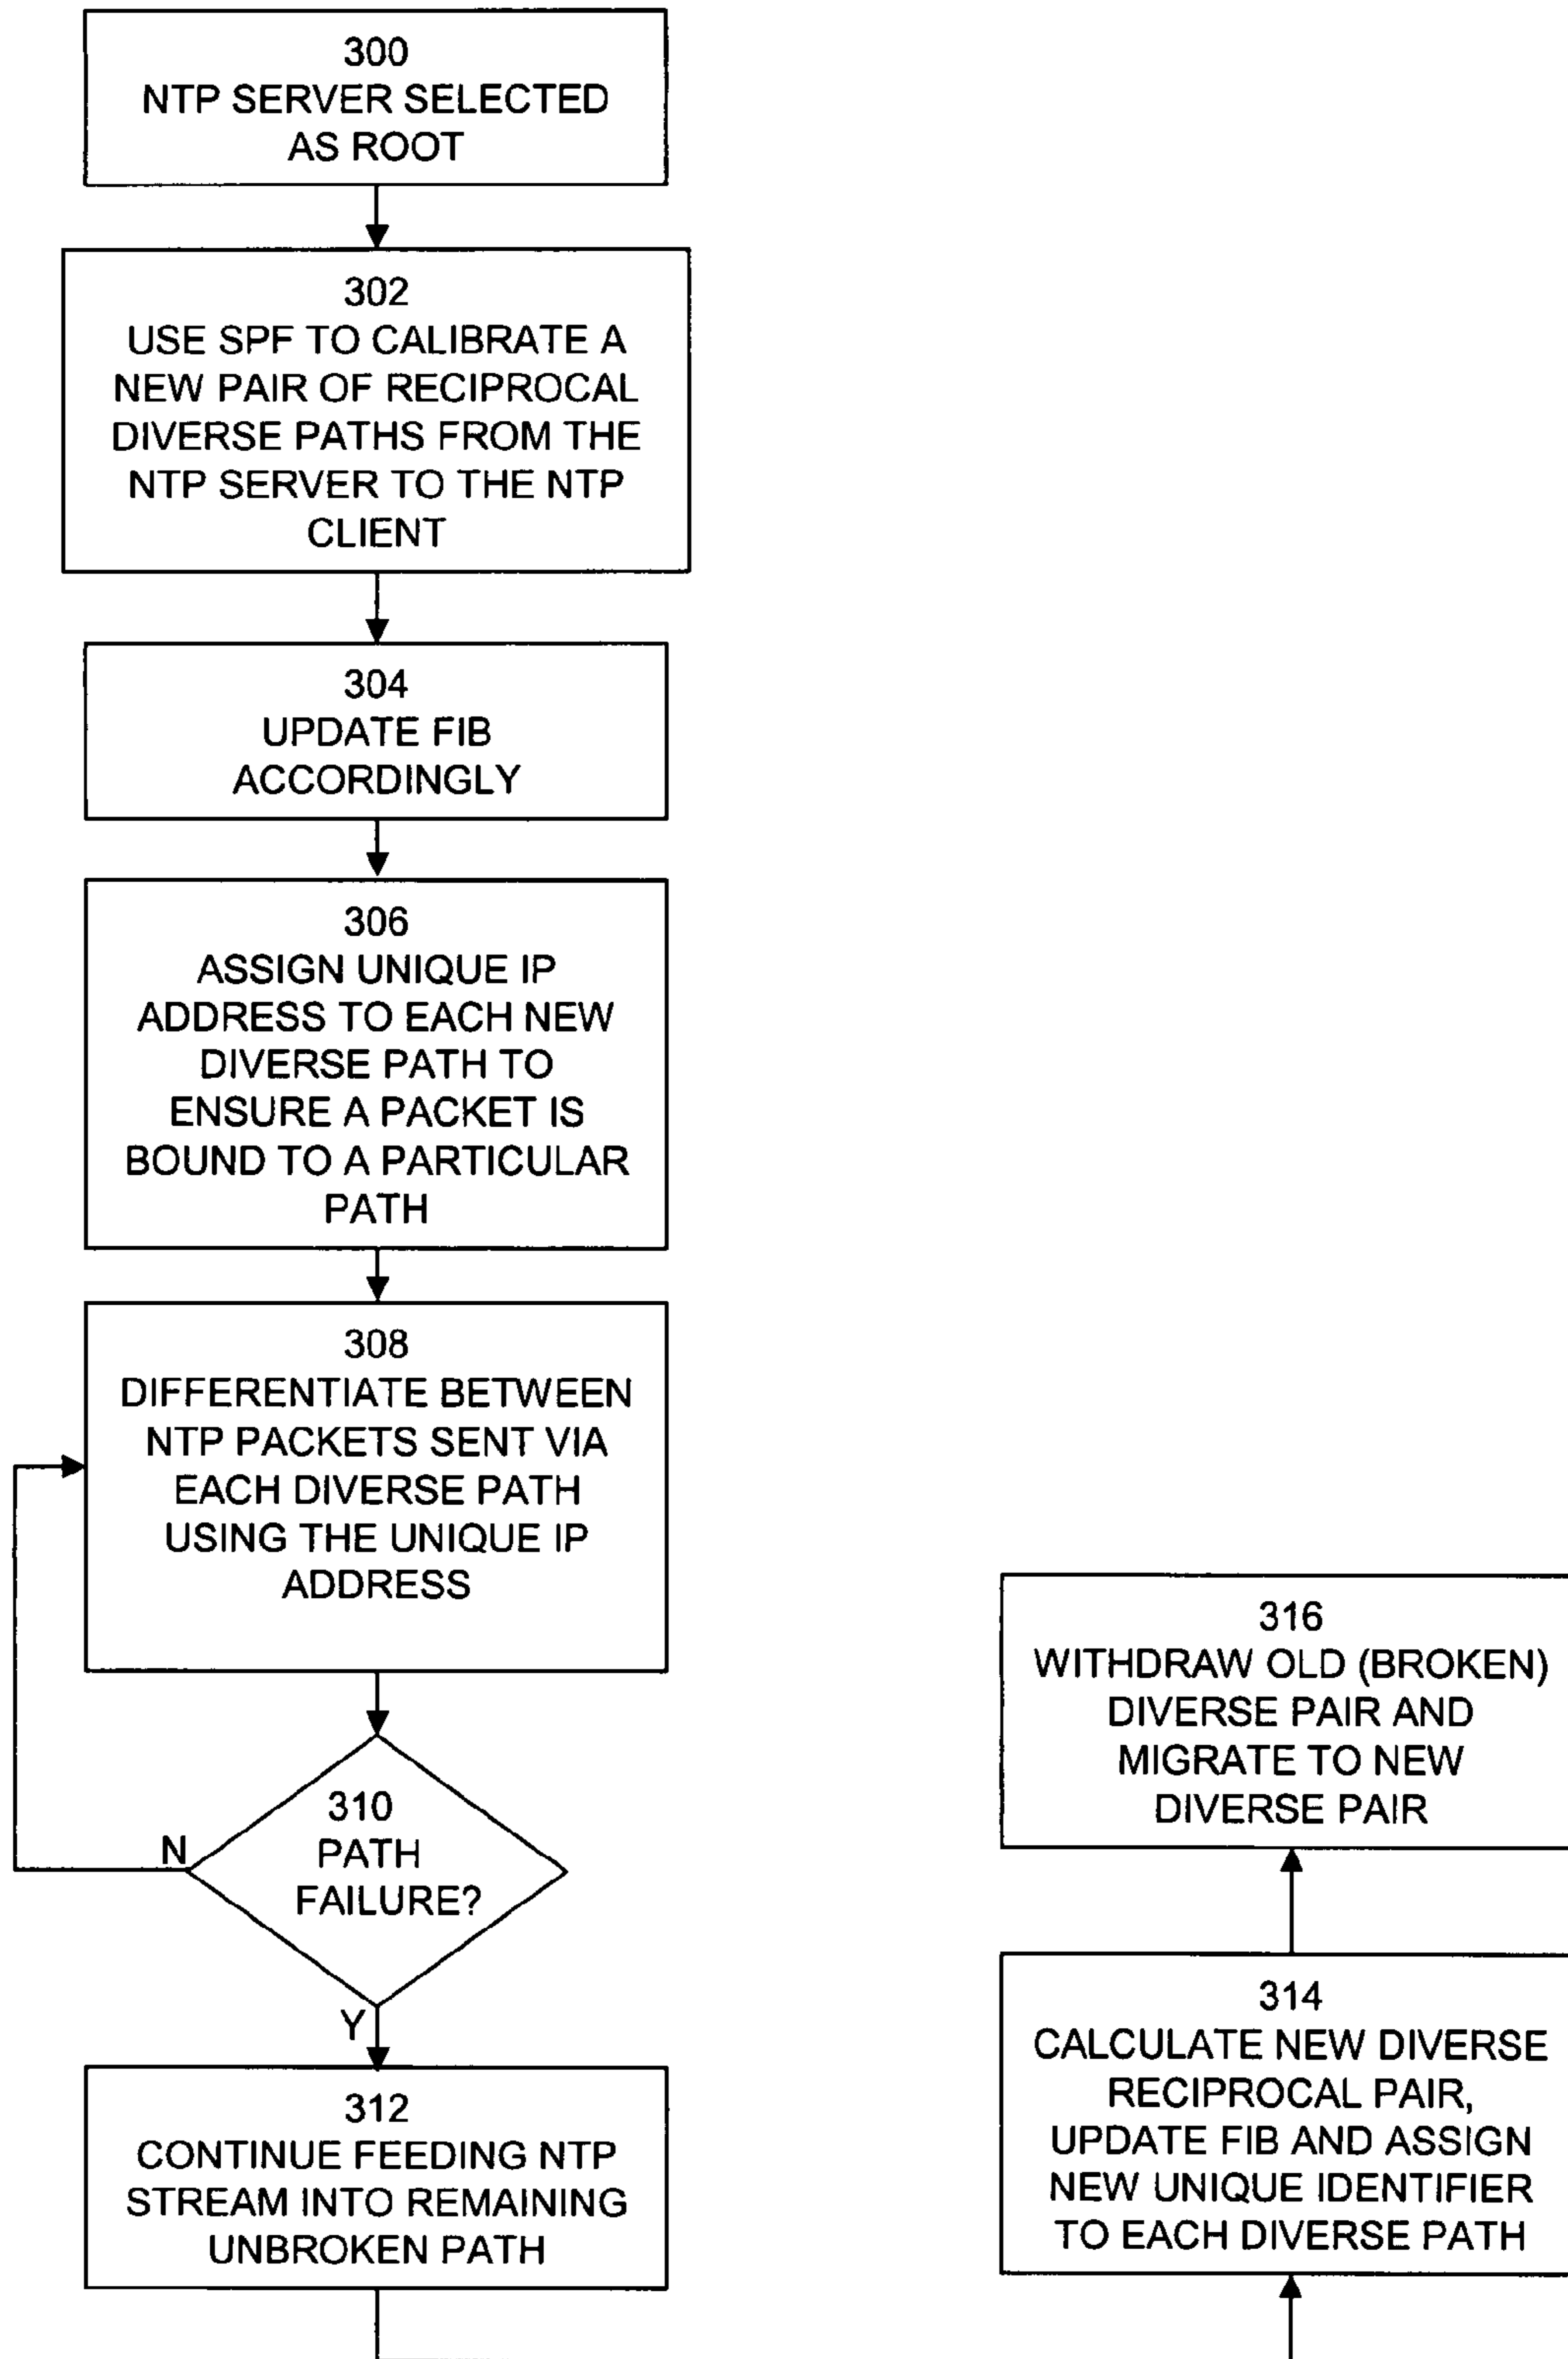 300
NTP SERVER SELECTED
AS ROOT
302
USE SPF TO CALIBRATE A
NEW PAIR OF RECIPROCAL
DIVERSE PATHS FROM THE
NTP SERVER TO THE NTP
CLIENT
304
UPDATE FIB
ACCORDINGLY
306
ASSIGN UNIQUE IP
ADDRESS TO EACH NEW
DIVERSE PATH TO
ENSURE A PACKET IS
BOUND TO A PARTICULAR
PATH
308
DIFFERENTIATE BETWEEN
NTP PACKETS SENT VIA
EACH DIVERSE PATH
USING THE UNIQUE IP
ADDRESS
310
PATH
FAILURE?
N
Y
312
CONTINUE FEEDING NTP
STREAM INTO REMAINING
UNBROKEN PATH
314
CALCULATE NEW DIVERSE
RECIPROCAL PAIR,
UPDATE FIB AND ASSIGN
NEW UNIQUE IDENTIFIER
TO EACH DIVERSE PATH
316
WITHDRAW OLD (BROKEN)
DIVERSE PAIR AND
MIGRATE TO NEW
DIVERSE PAIR